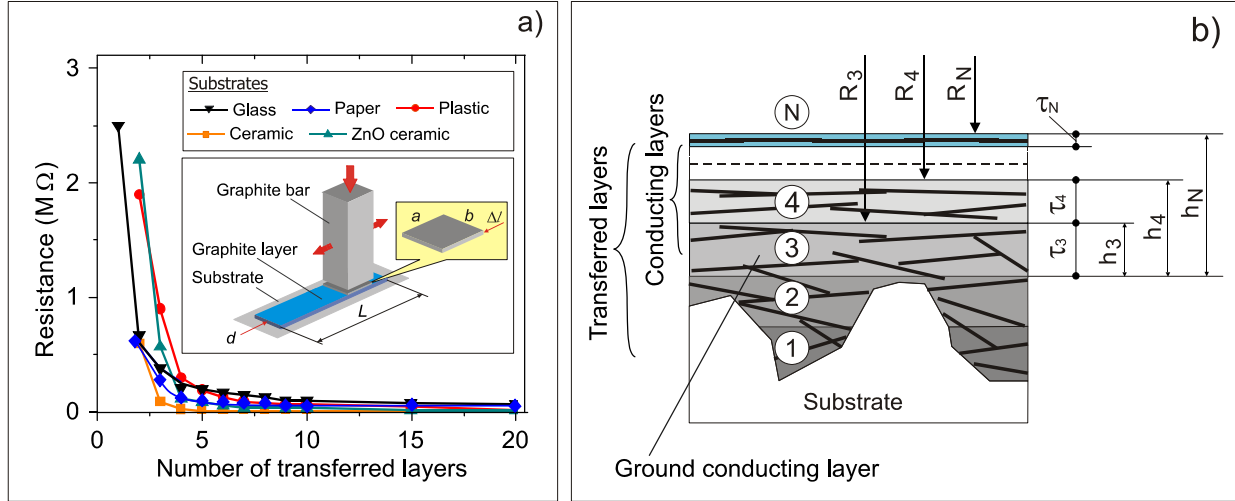 a)
3
2
1
0
Resistance (M Ω)
0
5
10
15
20
Number of transferred layers
Substrates
Glass
Paper
Plastic
Ceramic
ZnO ceramic
Graphite bar
Graphite layer
Substrate
a
b
Δl
L
d
b)
R3
R4
RN
τN
N
4
3
2
1
τ4
τ3
h3
h4
hN
Transferred layers
Conducting layers
Substrate
Ground conducting layer